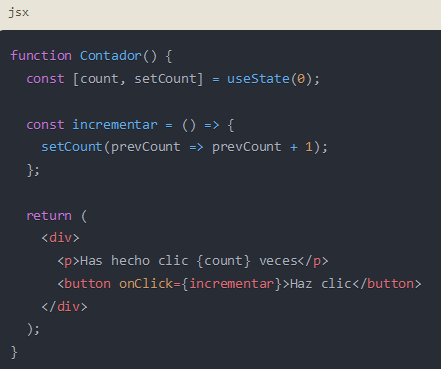 jsx
function Contador() {
  const [count, setCount] = useState(0);
  const incrementar = () => {
    setCount(prevCount => prevCount + 1);
  };
  return (
    <div>
      <p>Has hecho clic {count} veces</p>
      <button onClick={incrementar}>Haz clic</button>
    </div>
  );
}